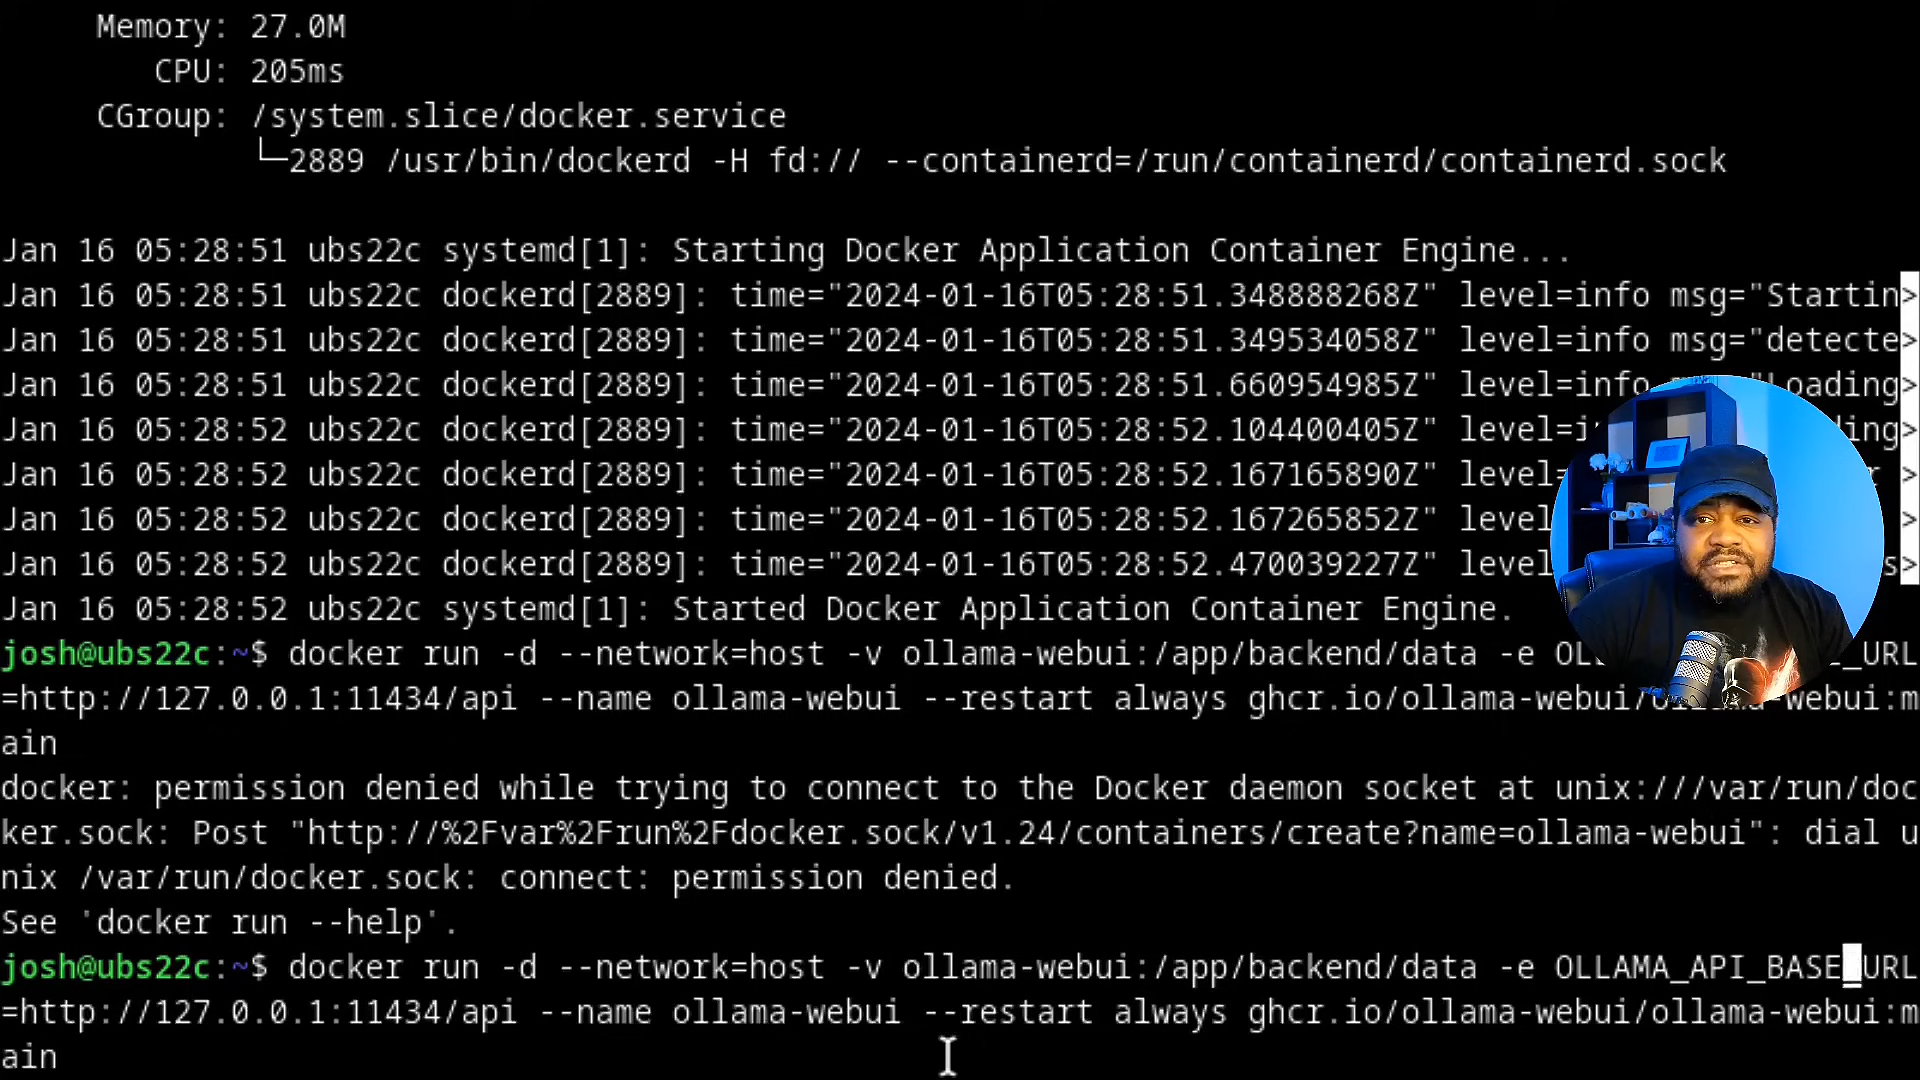 Memory: 27.0M
CPU: 205ms
CGroup: /system.slice/docker.service
└─2889 /usr/bin/dockerd -H fd:// --containerd=/run/containerd/containerd.sock
Jan 16 05:28:51 ubs22c systemd[1]: Starting Docker Application Container Engine...
Jan 16 05:28:51 ubs22c dockerd[2889]: time="2024-01-16T05:28:51.348888268Z" level=info msg="Startin>
Jan 16 05:28:51 ubs22c dockerd[2889]: time="2024-01-16T05:28:51.349534058Z" level=info msg="detecte>
Jan 16 05:28:51 ubs22c dockerd[2889]: time="2024-01-16T05:28:51.660954985Z" level=info "Loading>
Jan 16 05:28:52 ubs22c dockerd[2889]: time="2024-01-16T05:28:52.104400405Z" ding>
Jan 16 05:28:52 ubs22c dockerd[2889]: time="2024-01-16T05:28:52.167165890Z" level= >
Jan 16 05:28:52 ubs22c dockerd[2889]: time="2024-01-16T05:28:52.167265852Z" level >
Jan 16 05:28:52 ubs22c dockerd[2889]: time="2024-01-16T05:28:52.470039227Z" level s>
Jan 16 05:28:52 ubs22c systemd[1]: Started Docker Application Container Engine.
josh@ubs22c:~$ docker run -d --network=host -v ollama-webui:/app/backend/data -e OL _URL
=http://127.0.0.1:11434/api --name ollama-webui --restart always ghcr.io/ollama-webui/ollama-webui:m
ain
docker: permission denied while trying to connect to the Docker daemon socket at unix:///var/run/doc
ker.sock: Post "http://%2Fvar%2Frun%2Fdocker.sock/v1.24/containers/create?name=ollama-webui": dial u
nix /var/run/docker.sock: connect: permission denied.
See 'docker run --help'.
josh@ubs22c:~$ docker run -d --network=host -v ollama-webui:/app/backend/data -e OLLAMA_API_BASE_URL
=http://127.0.0.1:11434/api --name ollama-webui --restart always ghcr.io/ollama-webui/ollama-webui:m
ain